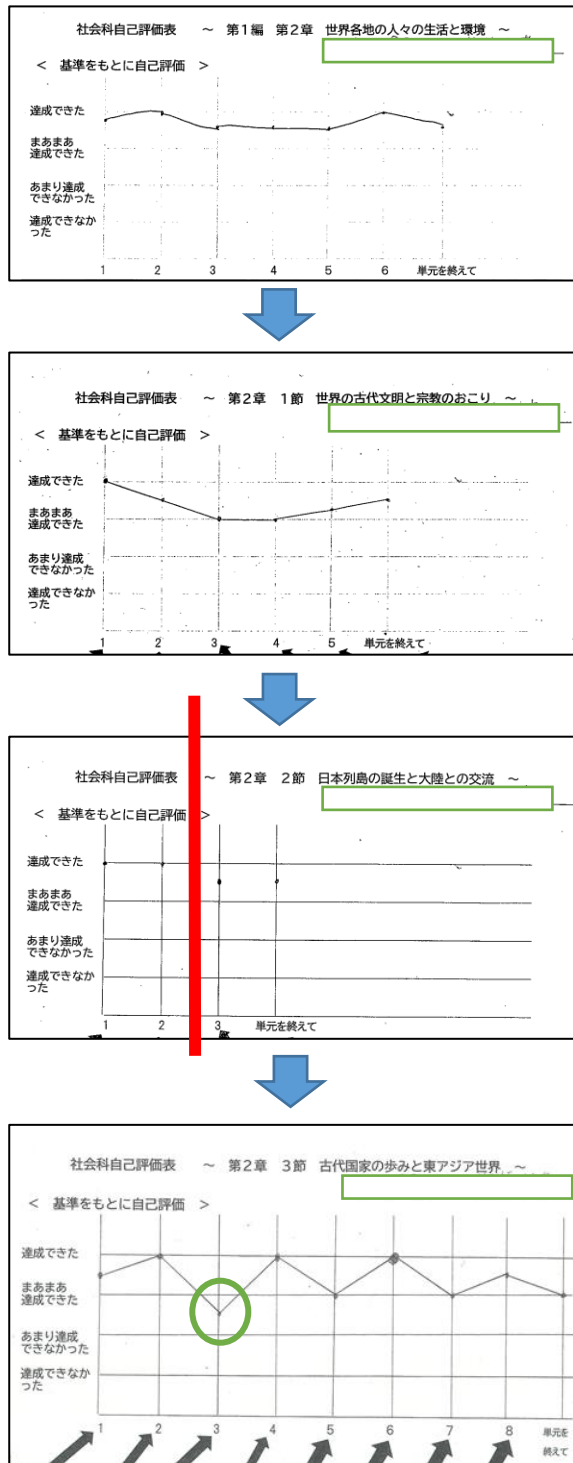 社会科自己評価表 ～ 第1編 第2章 世界各地の人々の生活と環境 ～
< 基準をもとに自己評価 >
達成できた
まあまあ
達成できた
あまり達成
できなかった
達成できなか
った
1 2 3 4 5 6 単元を終えて
社会科自己評価表 ～ 第2章 1節 世界の古代文明と宗教のおこり ～
< 基準をもとに自己評価 >
達成できた
まあまあ
達成できた
あまり達成
できなかった
達成できなか
った
1 2 3 4 5 単元を終えて
社会科自己評価表 ～ 第2章 2節 日本列島の誕生と大陸との交流 ～
< 基準をもとに自己評価 >
達成できた
まあまあ
達成できた
あまり達成
できなかった
達成できなか
った
1 2 3 単元を終えて
社会科自己評価表 ～ 第2章 3節 古代国家の歩みと東アジア世界 ～
< 基準をもとに自己評価 >
達成できた
まあまあ
達成できた
あまり達成
できなかった
達成できなか
った
1 2 3 4 5 6 7 8 単元を
終えて